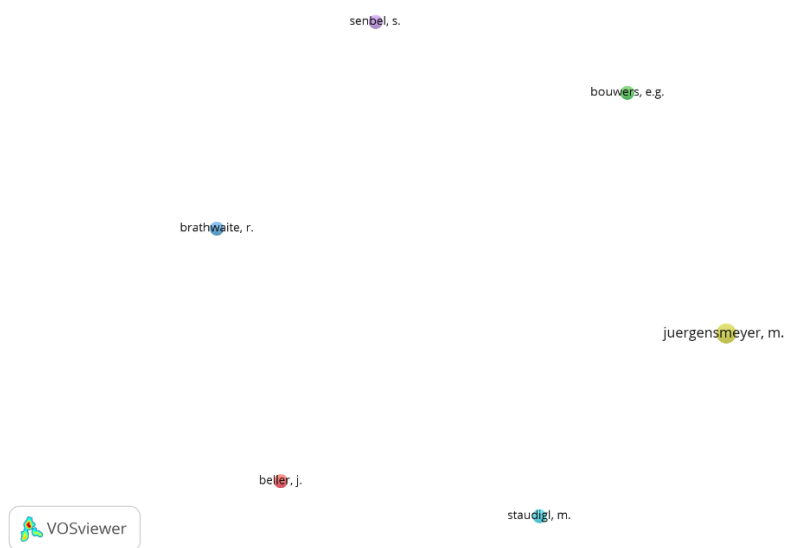 senbel, s.
bouwers, e.g.
brathwaite, r.
juergensmeyer, m.
beller, j.
staudigl, m.
VOSviewer